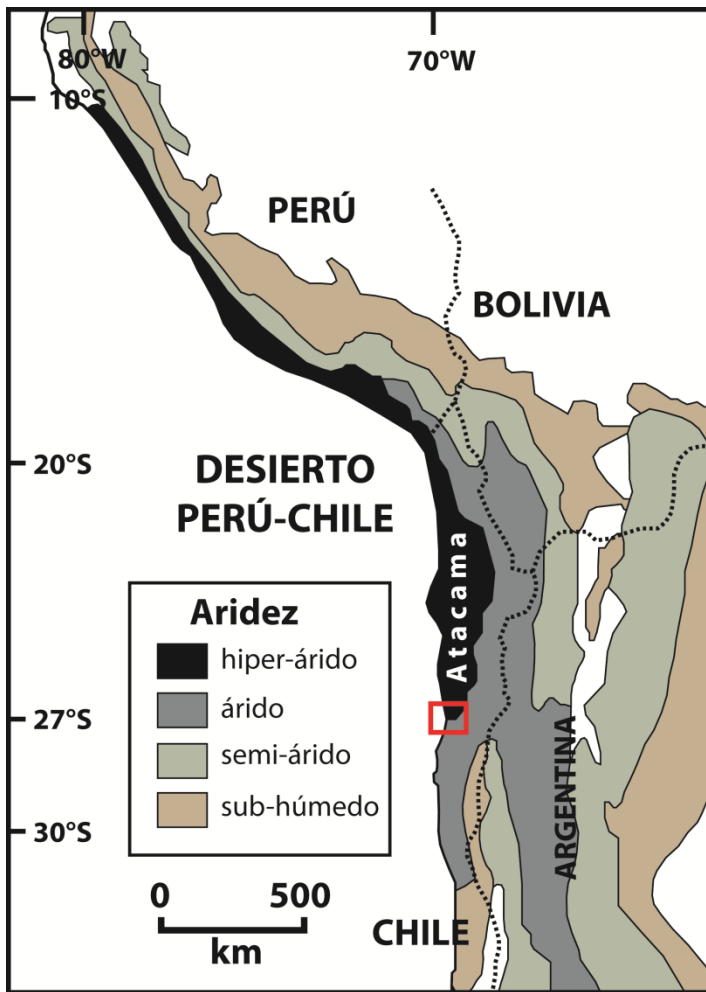 80°W
70°W
10°S
PERÚ
BOLIVIA
20°S
DESIERTO
PERÚ-CHILE
Atacama
Aridez
hiper-árido
árido
semi-árido
sub-húmedo
27°S
ARGENTINA
30°S
0 500
km
CHILE